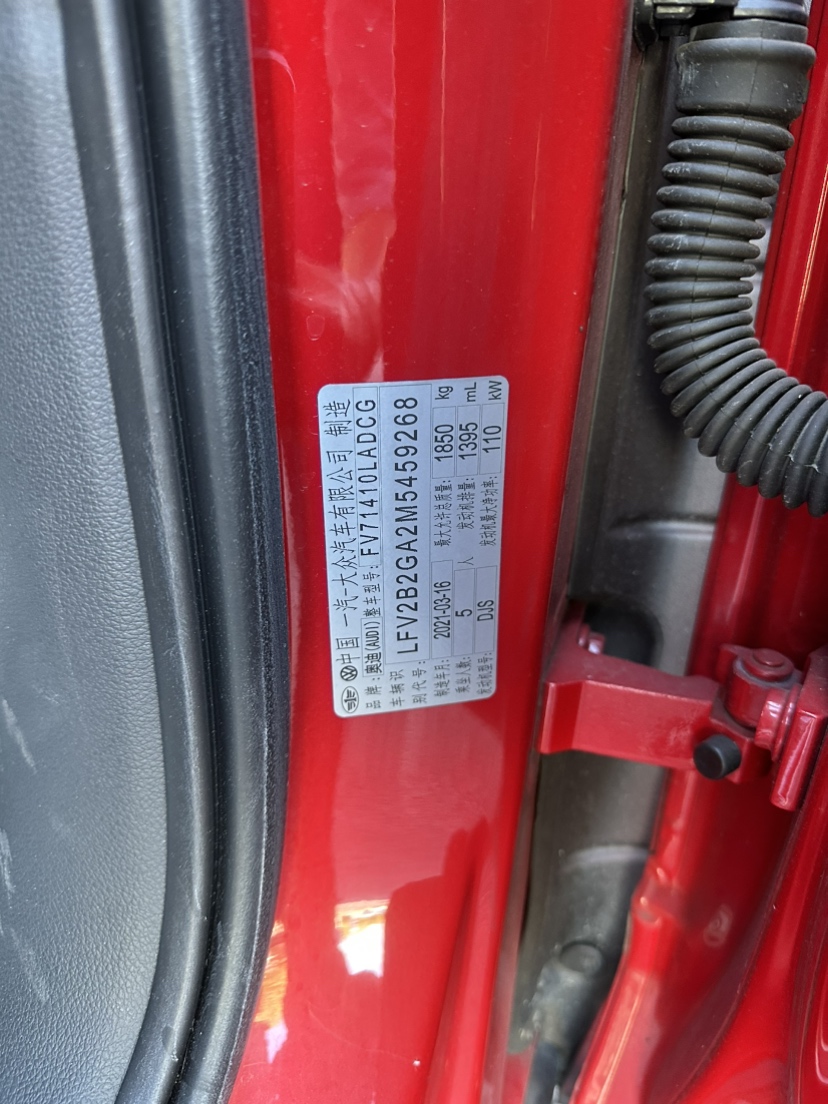 中国 一汽-大众汽车有限公司 制造
品牌：奥迪(AUDI) 整车型号：FV71410LADCG
车辆识别代号：LFV2B2GA2M5459268
制造年月：2021-03-16 最大允许总质量：1850 kg
乘坐人数：5 人 发动机排量：1395 mL
发动机型号：DJS 发动机最大净功率：110 kW